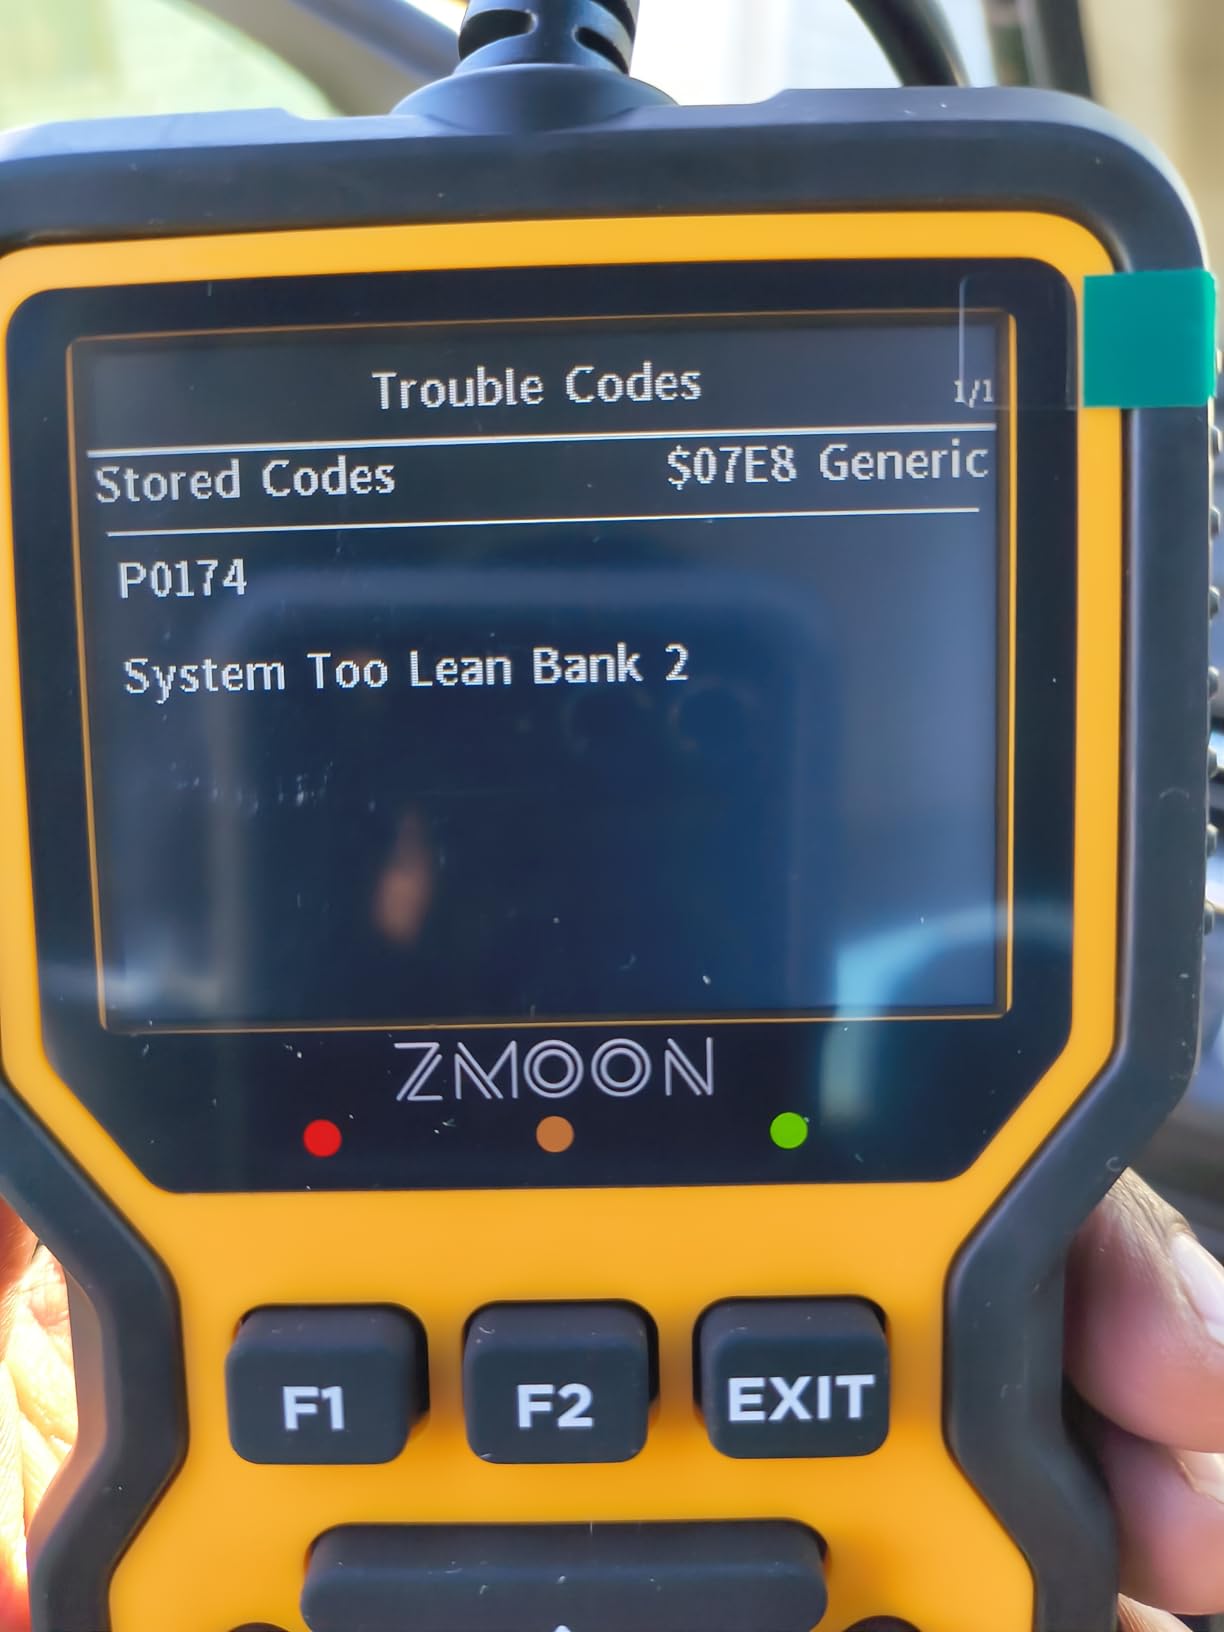 Trouble Codes
1/1
Stored Codes $07E8 Generic
P0174
System Too Lean Bank 2
ZMOON
F1 F2 EXIT